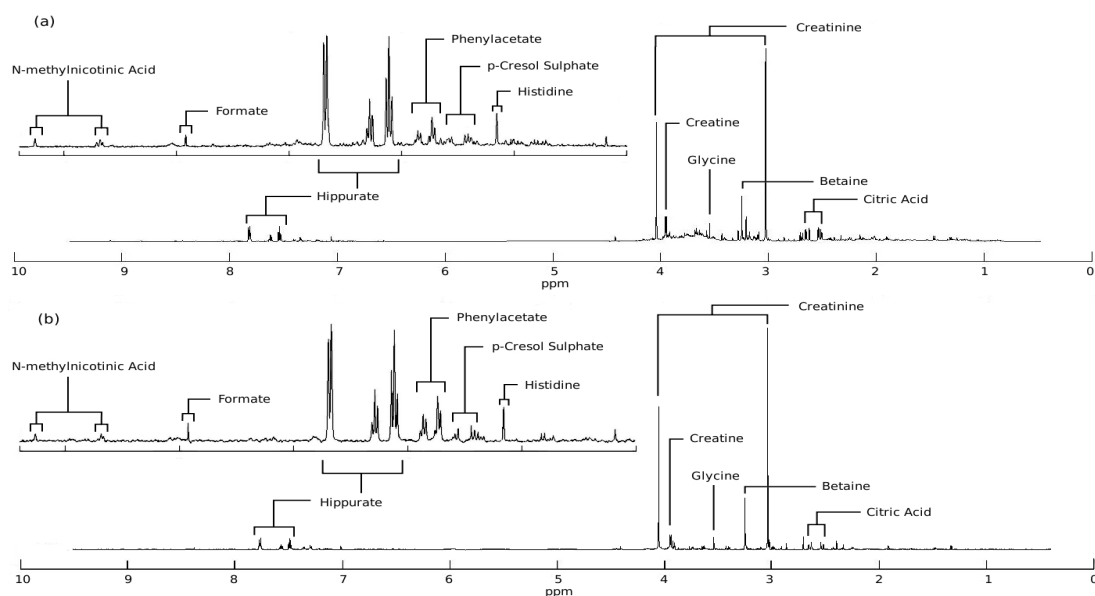 (a)
Creatinine
Phenylacetate
N-methylnicotinic Acid
p-Cresol Sulphate
Histidine
Formate
Creatine
Glycine
Betaine
Hippurate
Citric Acid
10 9 8 7 6 5 4 3 2 1 0
ppm ppm
(b)
Creatinine
Phenylacetate
p-Cresol Sulphate
N-methylnicotinic Acid
Histidine
Formate
Creatine
Glycine
Betaine
Hippurate
Citric Acid
10 9 8 7 6 5 4 3 2 1 0
ppm ppm